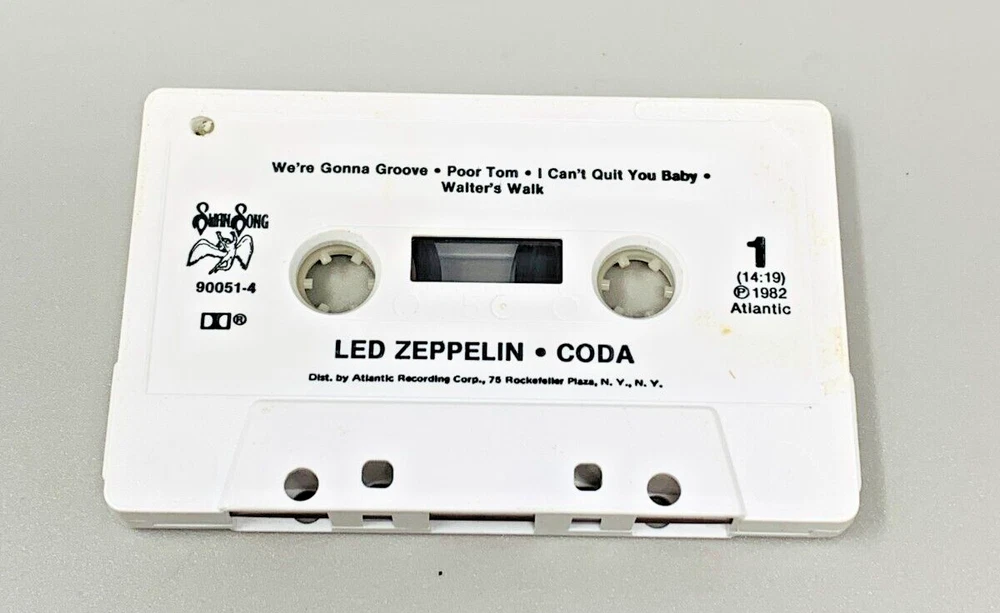 We're Gonna Groove • Poor Tom • I Can't Quit You Baby •
Walter's Walk
Swan Song
90051-4
®
1
(14:19)
℗1982
Atlantic
LED ZEPPELIN • CODA
Dist. by Atlantic Recording Corp., 75 Rockefeller Plaza, N. Y., N. Y.